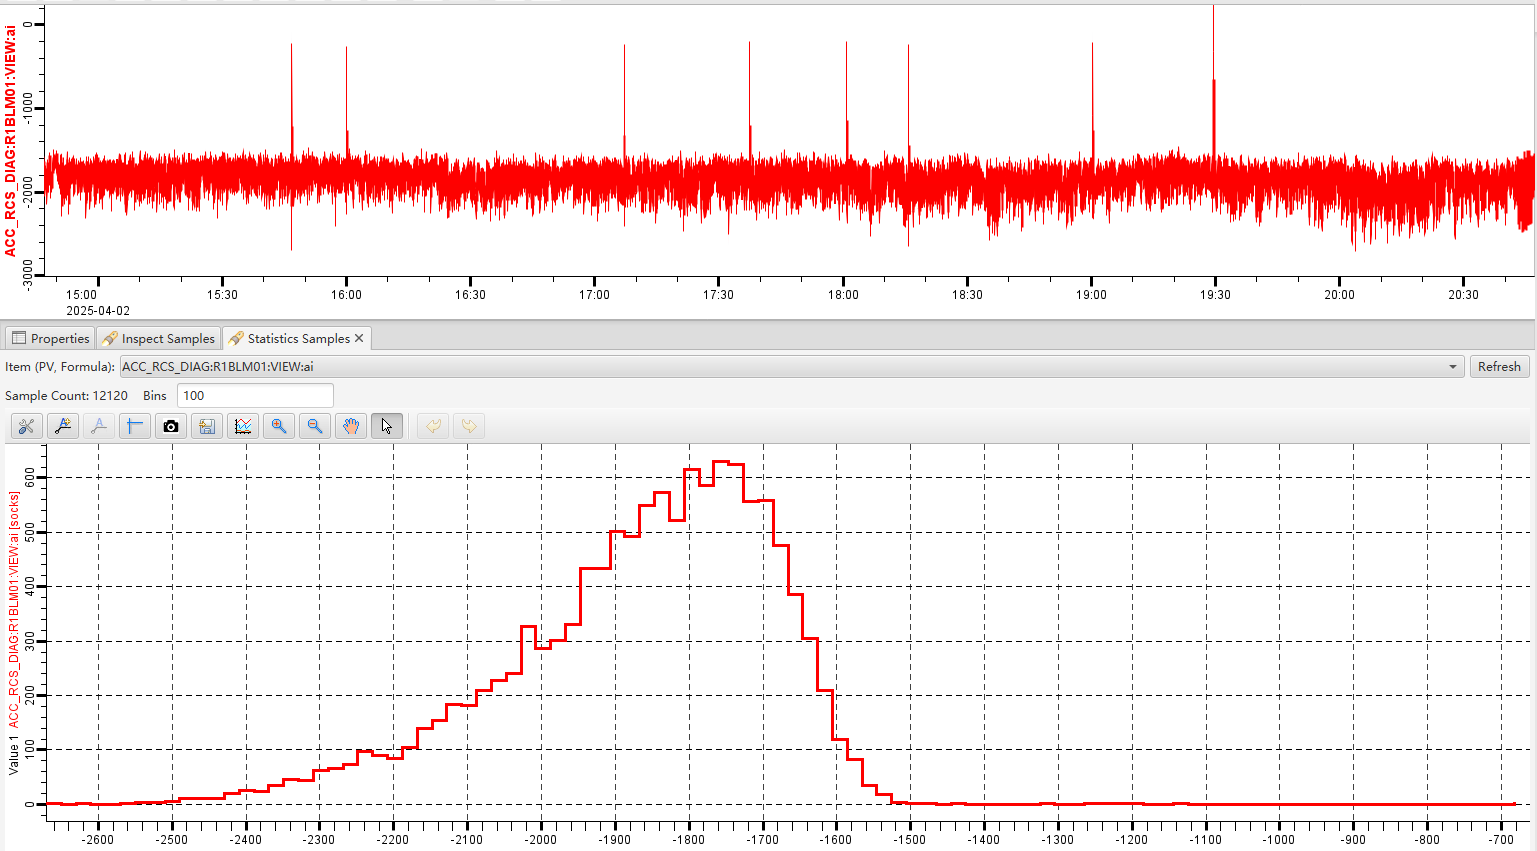 ACC_RCS_DIAG:R1BLM01:VIEW:ai
0
-1000
-2000
-3000
15:00 15:30 16:00 16:30 17:00 17:30 18:00 18:30 19:00 19:30 20:00 20:30
2025-04-02
Properties Inspect Samples Statistics Samples
Item (PV, Formula): ACC_RCS_DIAG:R1BLM01:VIEW:ai Refresh
Sample Count: 12120 Bins 100
Value 1 ACC_RCS_DIAG:R1BLM01:VIEW:ai [socks]
600
500
400
300
200
100
0
-2600 -2500 -2400 -2300 -2200 -2100 -2000 -1900 -1800 -1700 -1600 -1500 -1400 -1300 -1200 -1100 -1000 -900 -800 -700